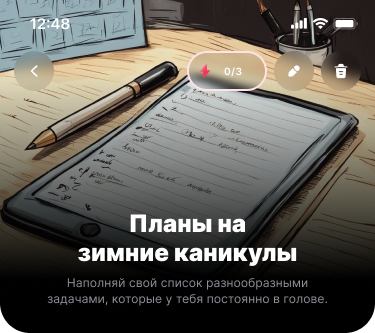 12:48
0/3
Планы на
зимние каникулы
Наполняй свой список разнообразными
задачами, которые у тебя постоянно в голове.